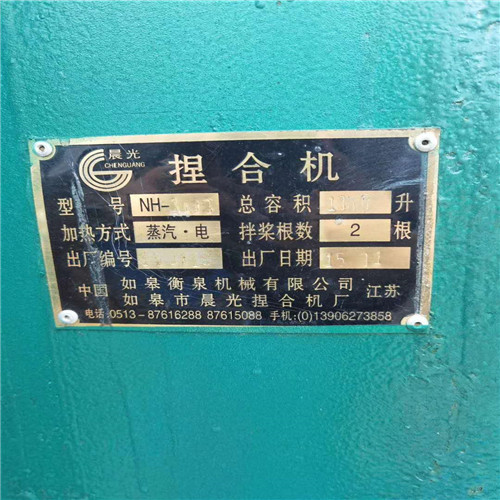 晨光
CHENGUANG
捏合机
型 号 NH- 总容积 升
加热方式 蒸汽·电 拌浆根数 2 根
出厂编号 出厂日期
中国 如皋衡泉机械有限公司 江苏
如皋市晨光捏合机厂
电话:0513-87616288 87615088 手机:(0)13906273858